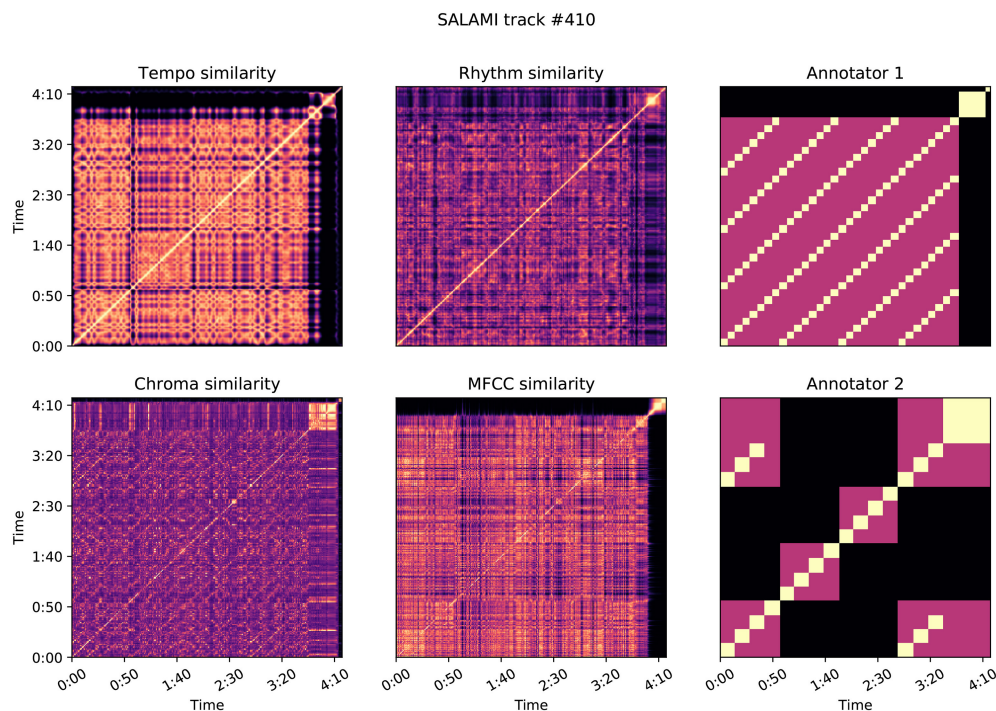 SALAMI track #410
Tempo similarity
Rhythm similarity
Annotator 1
4:10
3:20
2:30
1:40
0:50
0:00
Time
Chroma similarity
MFCC similarity
Annotator 2
4:10
3:20
2:30
1:40
0:50
0:00
Time
0:00 0:50 1:40 2:30 3:20 4:10
0:00 0:50 1:40 2:30 3:20 4:10
0:00 0:50 1:40 2:30 3:20 4:10
Time
Time
Time